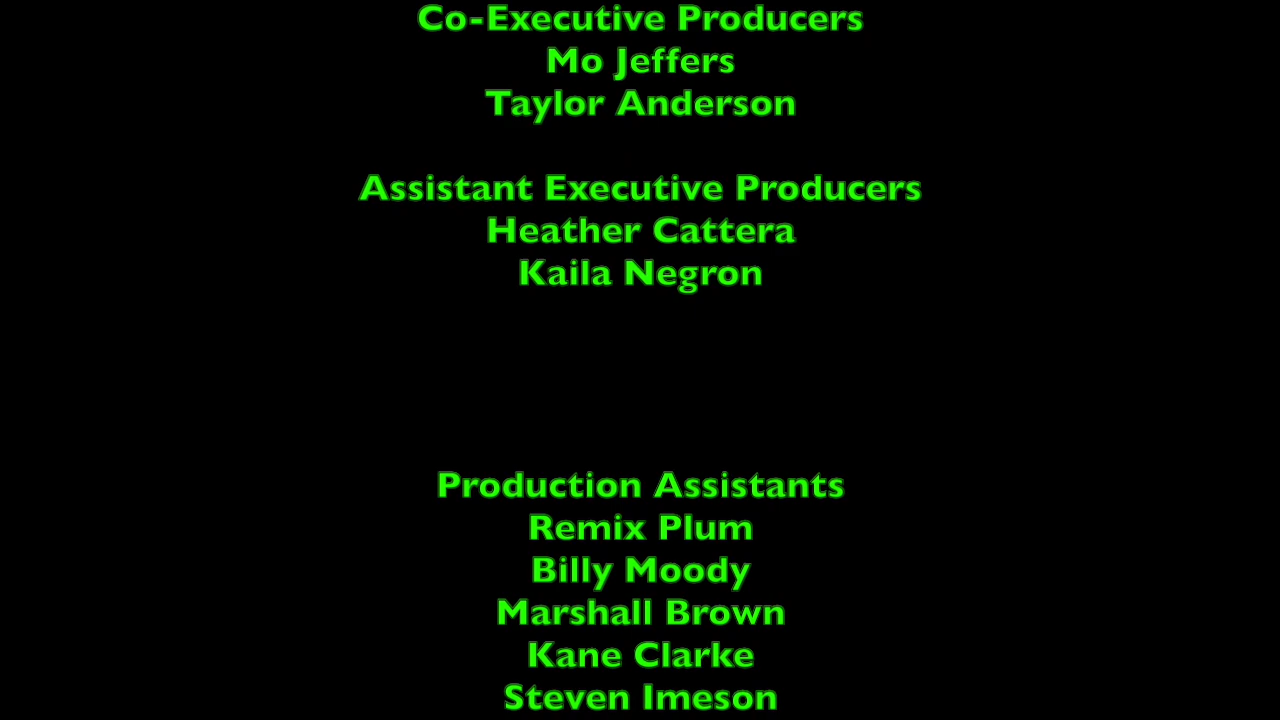 Co-Executive Producers
Mo Jeffers
Taylor Anderson
Assistant Executive Producers
Heather Cattera
Kaila Negron
Production Assistants
Remix Plum
Billy Moody
Marshall Brown
Kane Clarke
Steven Imeson